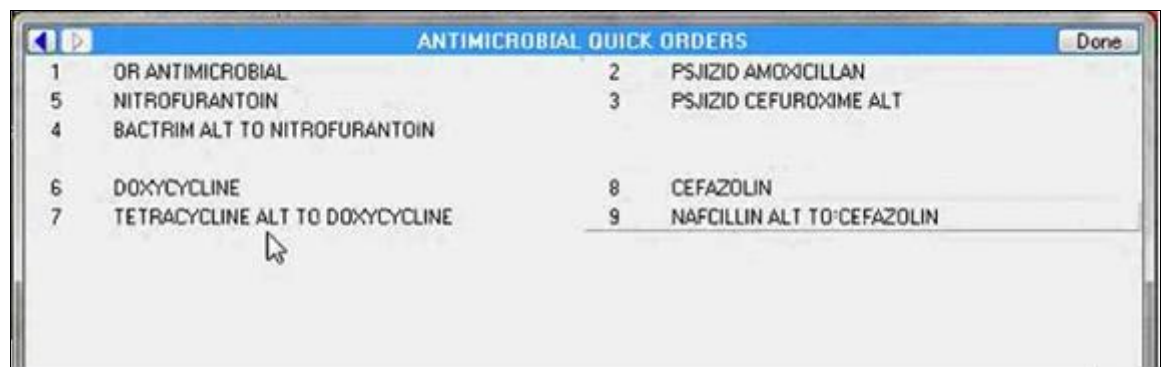 ANTIMICROBIAL QUICK ORDERS Done
1 OR ANTIMICROBIAL 2 PSJIZID AMOXICILLAN
5 NITROFURANTOIN 3 PSJIZID CEFUROXIME ALT
4 BACTRIM ALT TO NITROFURANTOIN
6 DOXYCYCLINE 8 CEFAZOLIN
7 TETRACYCLINE ALT TO DOXYCYCLINE 9 NAFCILLIN ALT TO CEFAZOLIN